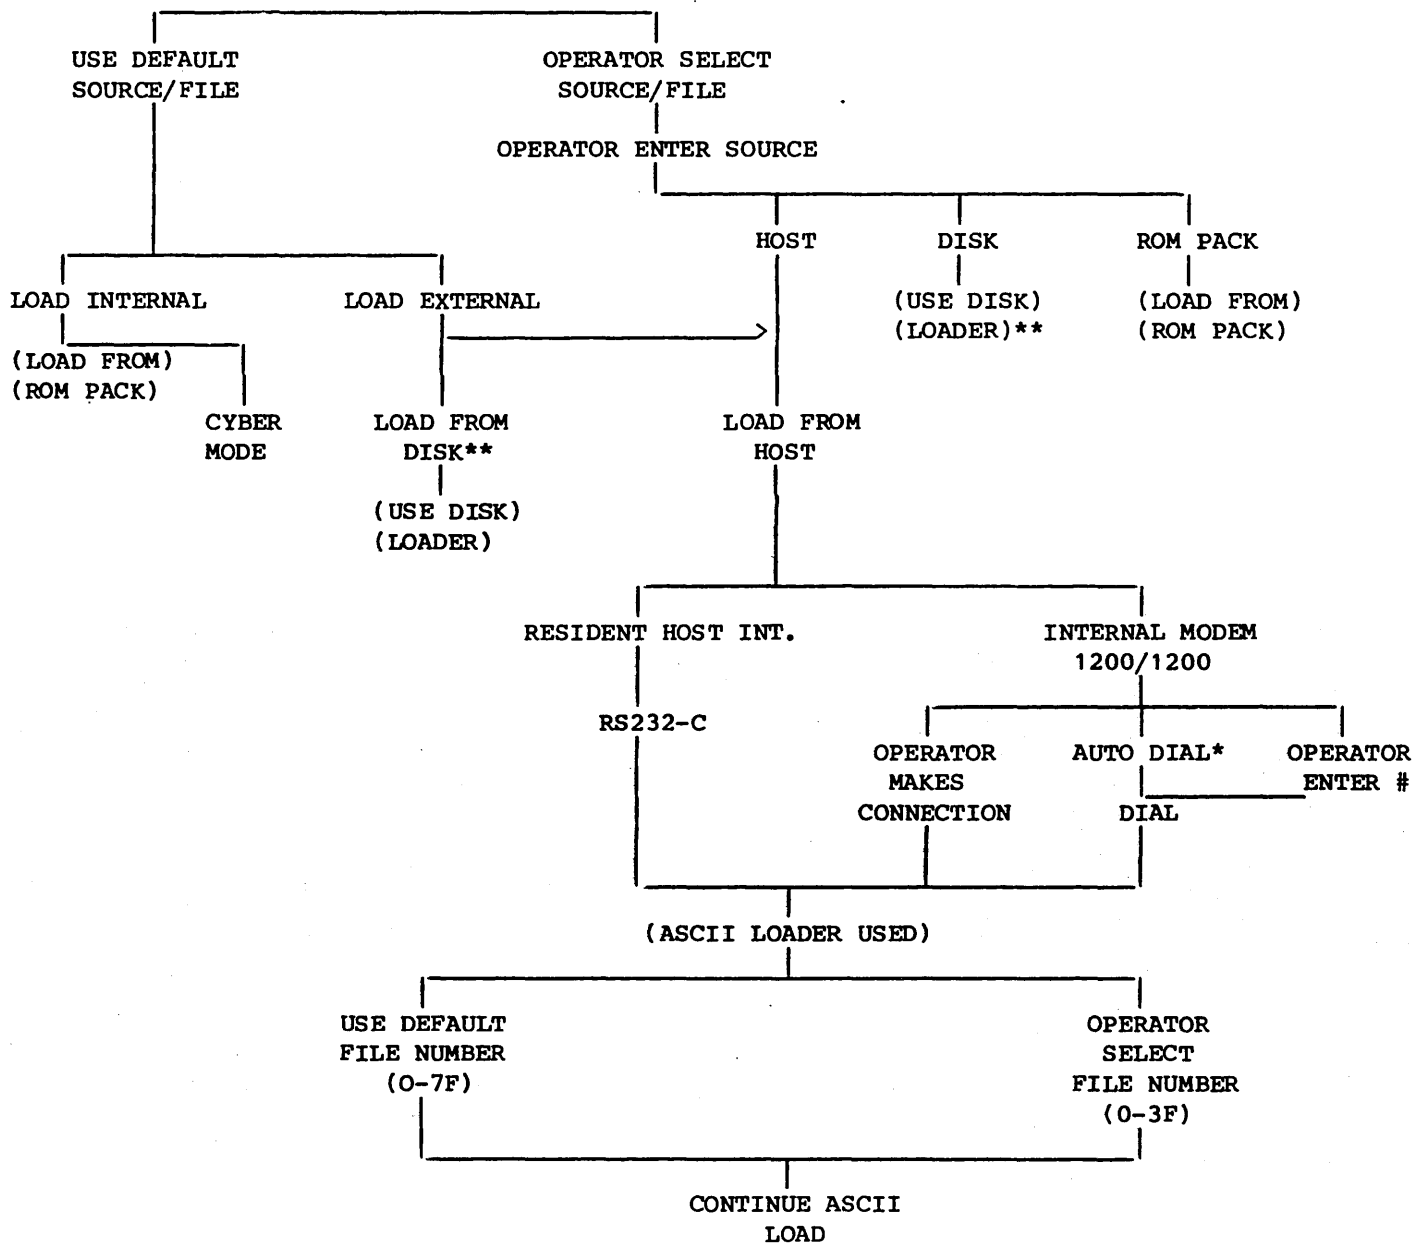 USE DEFAULT
SOURCE/FILE
OPERATOR SELECT
SOURCE/FILE
OPERATOR ENTER SOURCE
HOST
DISK
ROM PACK
LOAD INTERNAL
LOAD EXTERNAL
(USE DISK)
(LOADER)**
(LOAD FROM)
(ROM PACK)
(LOAD FROM)
(ROM PACK)
CYBER
MODE
LOAD FROM
DISK**
LOAD FROM
HOST
(USE DISK)
(LOADER)
RESIDENT HOST INT.
INTERNAL MODEM
1200/1200
RS232-C
OPERATOR
MAKES
CONNECTION
AUTO DIAL*
OPERATOR
ENTER #
DIAL
(ASCII LOADER USED)
USE DEFAULT
FILE NUMBER
(0-7F)
OPERATOR
SELECT
FILE NUMBER
(0-3F)
CONTINUE ASCII
LOAD